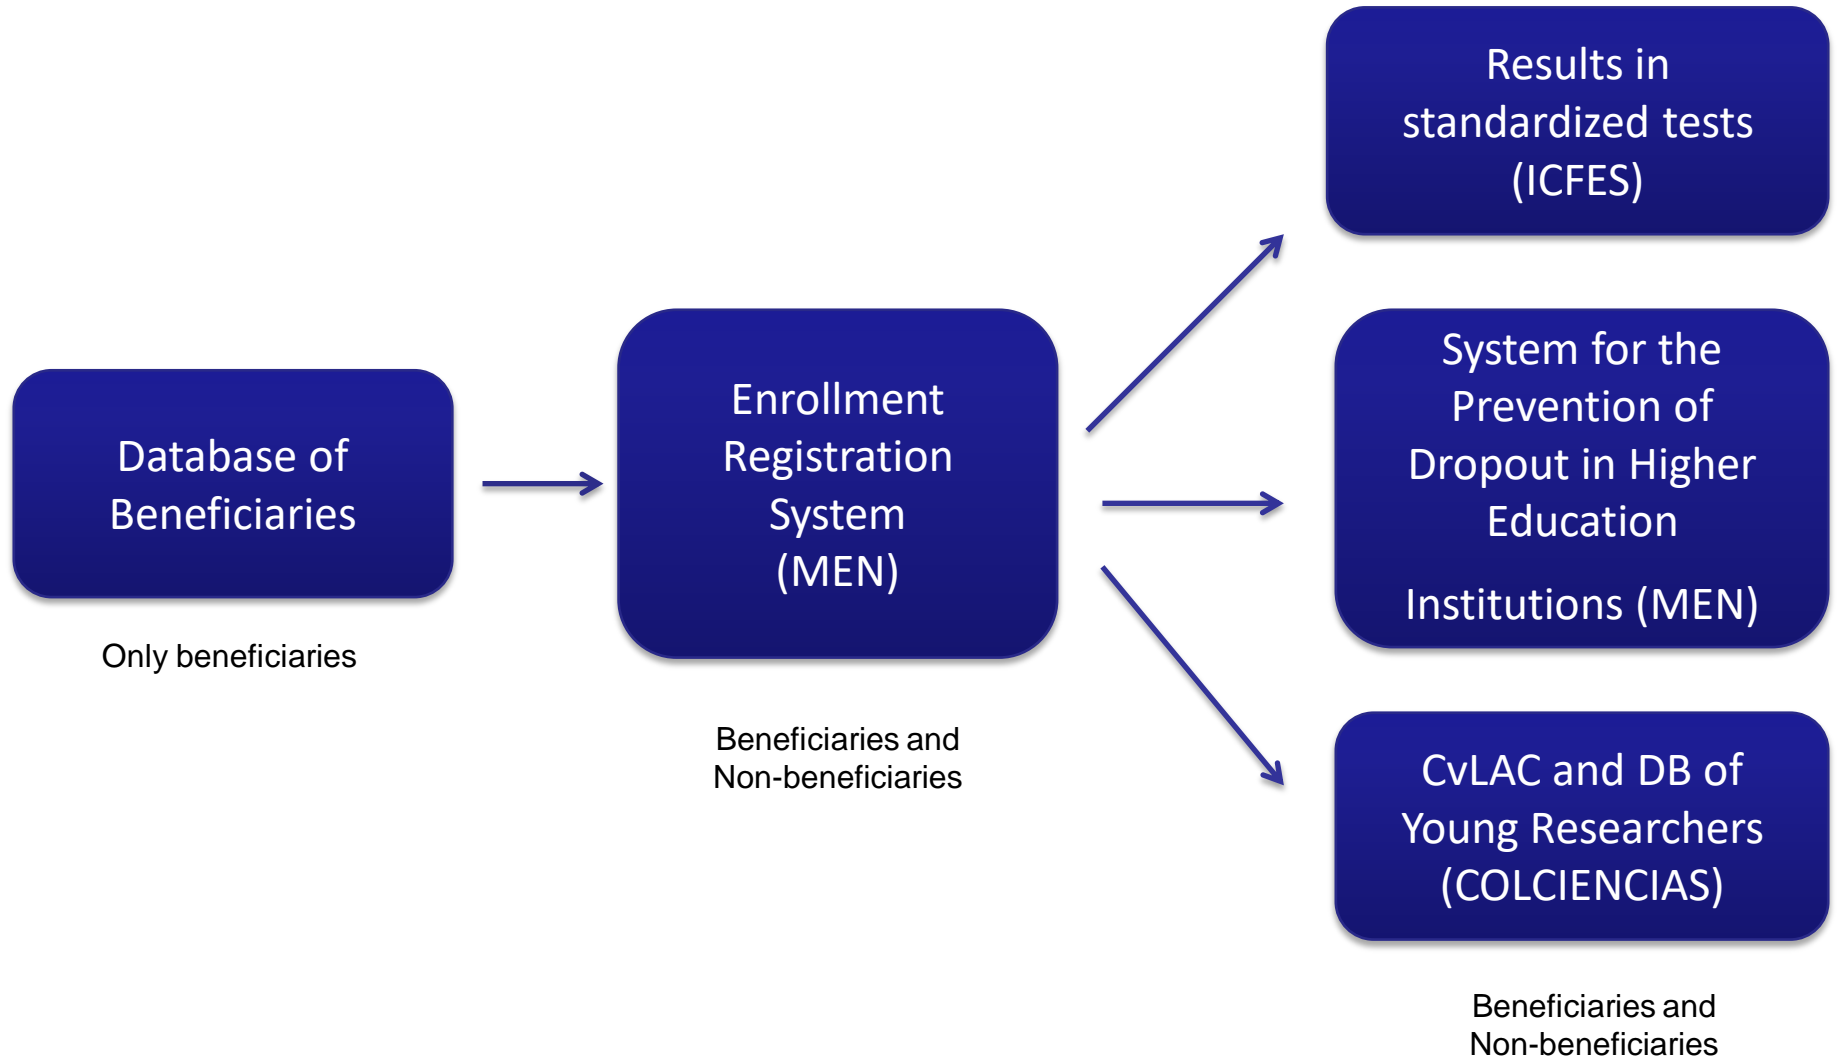 Database of
Beneficiaries
Only beneficiaries
Enrollment
Registration
System
(MEN)
Beneficiaries and
Non-beneficiaries
Results in
standardized tests
(ICFES)
System for the
Prevention of
Dropout in Higher
Education
Institutions (MEN)
CvLAC and DB of
Young Researchers
(COLCIENCIAS)
Beneficiaries and
Non-beneficiaries